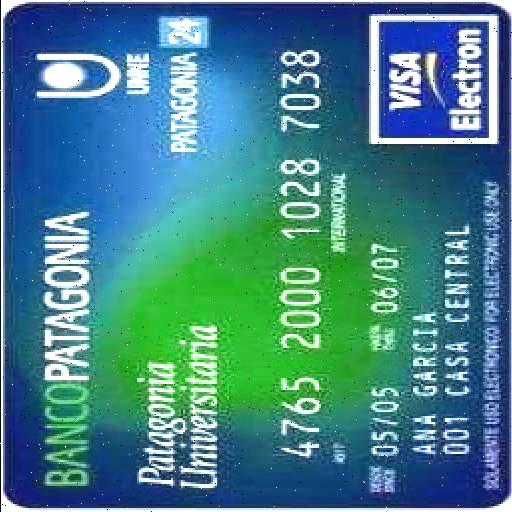 BANCOPATAGONIA
UNNE
Patagonia
Universitaria
PATAGONIA 24
4765 2000 1028 7038
INTERNATIONAL
05/05 06/07
ANA GARCIA
001 CASA CENTRAL
VISA
Electron
SOLAMENTE USO ELECTRONICO FOR ELECTRONIC USE ONLY